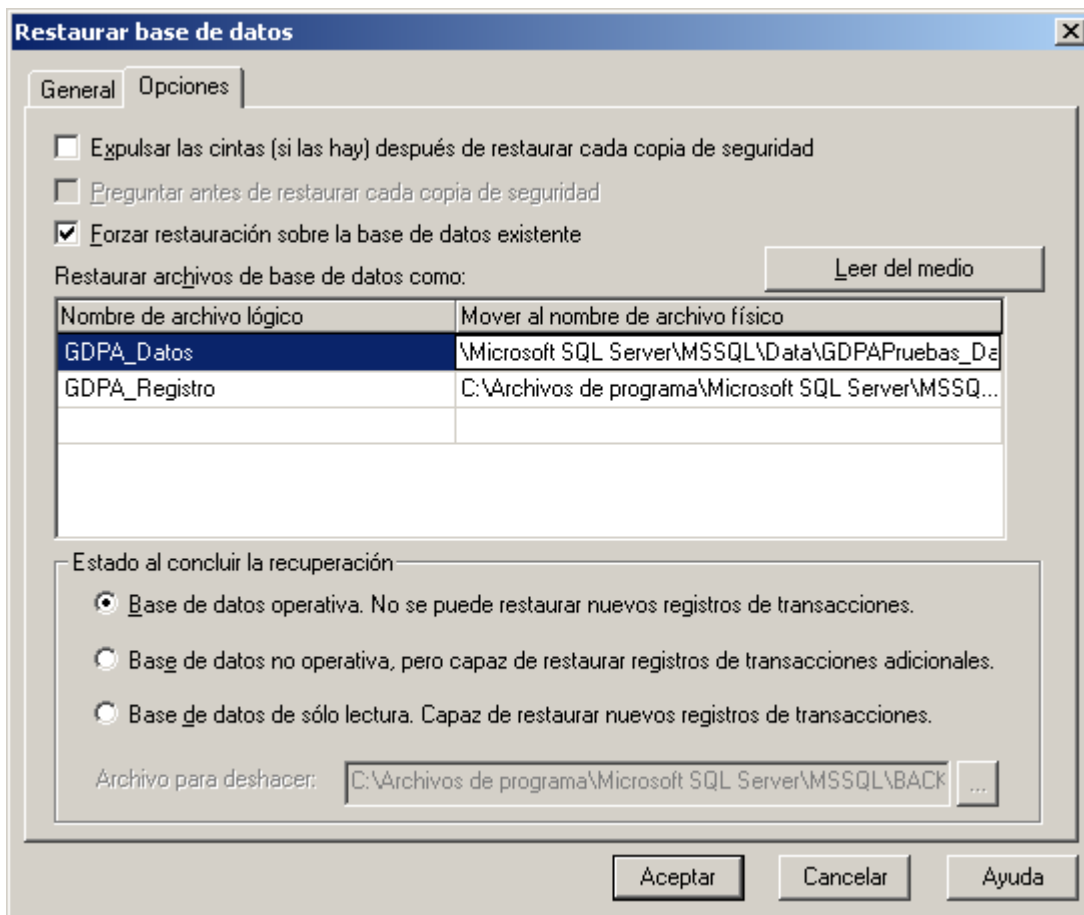 Restaurar base de datos
General Opciones
Expulsar las cintas (si las hay) después de restaurar cada copia de seguridad
Preguntar antes de restaurar cada copia de seguridad
Forzar restauración sobre la base de datos existente
Restaurar archivos de base de datos como:
Leer del medio
Nombre de archivo lógico Mover al nombre de archivo físico
GDPA_Datos \Microsoft SQL Server\MSSQL\Data\GDPAPruebas_Da
GDPA_Registro C:\Archivos de programa\Microsoft SQL Server\MSSQ...
Estado al concluir la recuperación
Base de datos operativa. No se puede restaurar nuevos registros de transacciones.
Base de datos no operativa, pero capaz de restaurar registros de transacciones adicionales.
Base de datos de sólo lectura. Capaz de restaurar nuevos registros de transacciones.
Archivo para deshacer: C:\Archivos de programa\Microsoft SQL Server\MSSQL\BACK ...
Aceptar Cancelar Ayuda